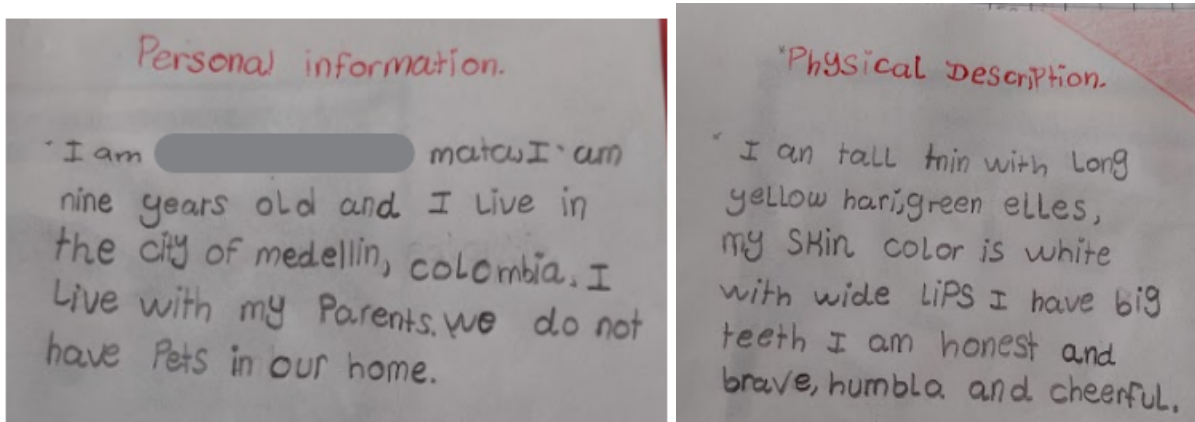 Personal information.
I am matus I am
nine years old and I Live in
the city of medellin, colombia. I
Live with my Parents. we do not
have Pets in our home.
Physical Description.
I an tall tnin with Long
yellow hari, green elles,
my skin color is white
with wide LiPS I have big
teeth I am honest and
brave, humbla and cheerful.